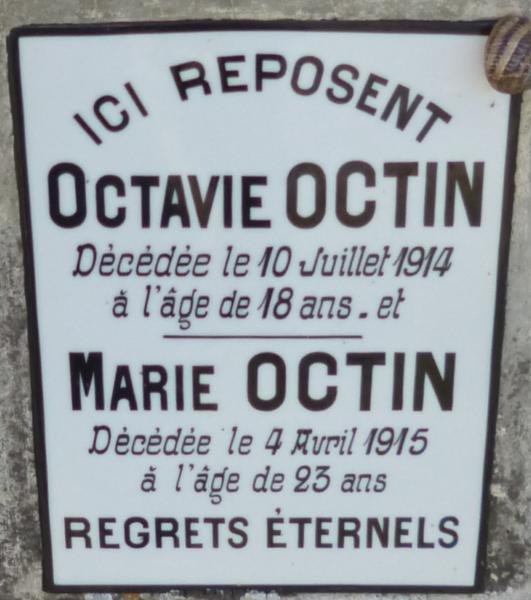 ICI REPOSENT
OCTAVIE OCTIN
Décédée le 10 Juillet 1914
à l'âge de 18 ans. et
MARIE OCTIN
Décédée le 4 Avril 1915
à l'âge de 23 ans
REGRETS ÉTERNELS